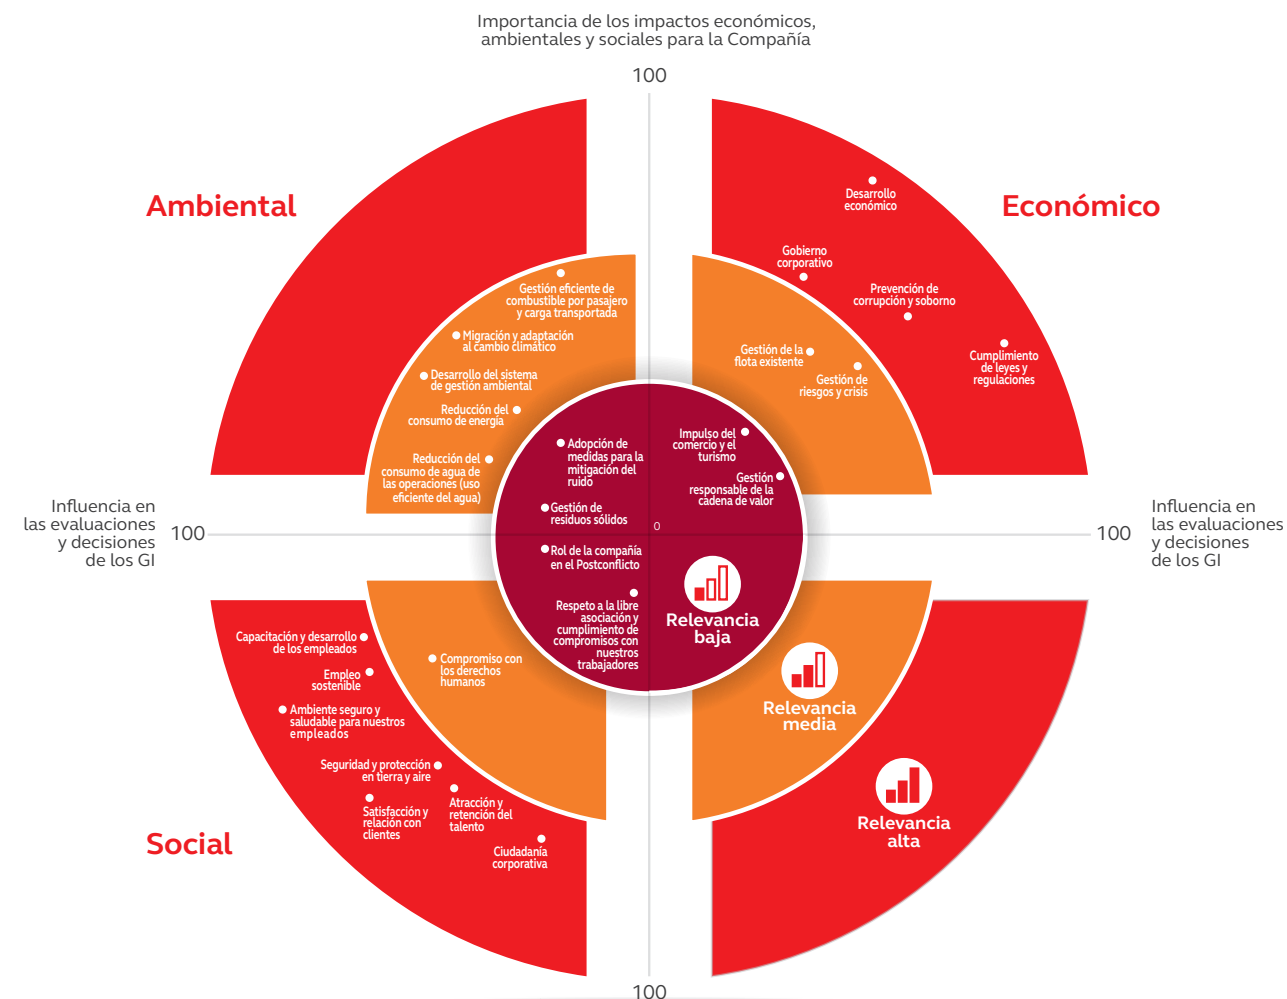 Importancia de los impactos económicos,
ambientales y sociales para la Compañía
100
Ambiental
Económico
Desarrollo
económico
Gobierno
corporativo
Prevención de
corrupción y soborno
Cumplimiento
de leyes y
regulaciones
Gestión de la
flota existente
Gestión de
riesgos y crisis
Gestión eficiente de
combustible por pasajero
y carga transportada
Migración y adaptación
al cambio climático
Desarrollo del sistema
de gestión ambiental
Reducción del
consumo de energía
Reducción del
consumo de agua de
las operaciones (uso
eficiente del agua)
Adopción de
medidas para la
mitigación del
ruido
Gestión de
residuos sólidos
Impulso del
comercio y el
turismo
Gestión
responsable de la
cadena de valor
0
Influencia en
las evaluaciones
y decisiones
de los GI
100
100
Influencia en
las evaluaciones
y decisiones
de los GI
Rol de la compañía
en el Postconflicto
Respeto a la libre
asociación y
cumplimiento de
compromisos con
nuestros
trabajadores
Relevancia
baja
Relevancia
media
Relevancia
alta
Capacitación y desarrollo
de los empleados
Empleo
sostenible
Ambiente seguro y
saludable para nuestros
empleados
Compromiso con
los derechos
humanos
Seguridad y protección
en tierra y aire
Satisfacción y
relación con
clientes
Atracción y
retención del
talento
Ciudadanía
corporativa
Social
100